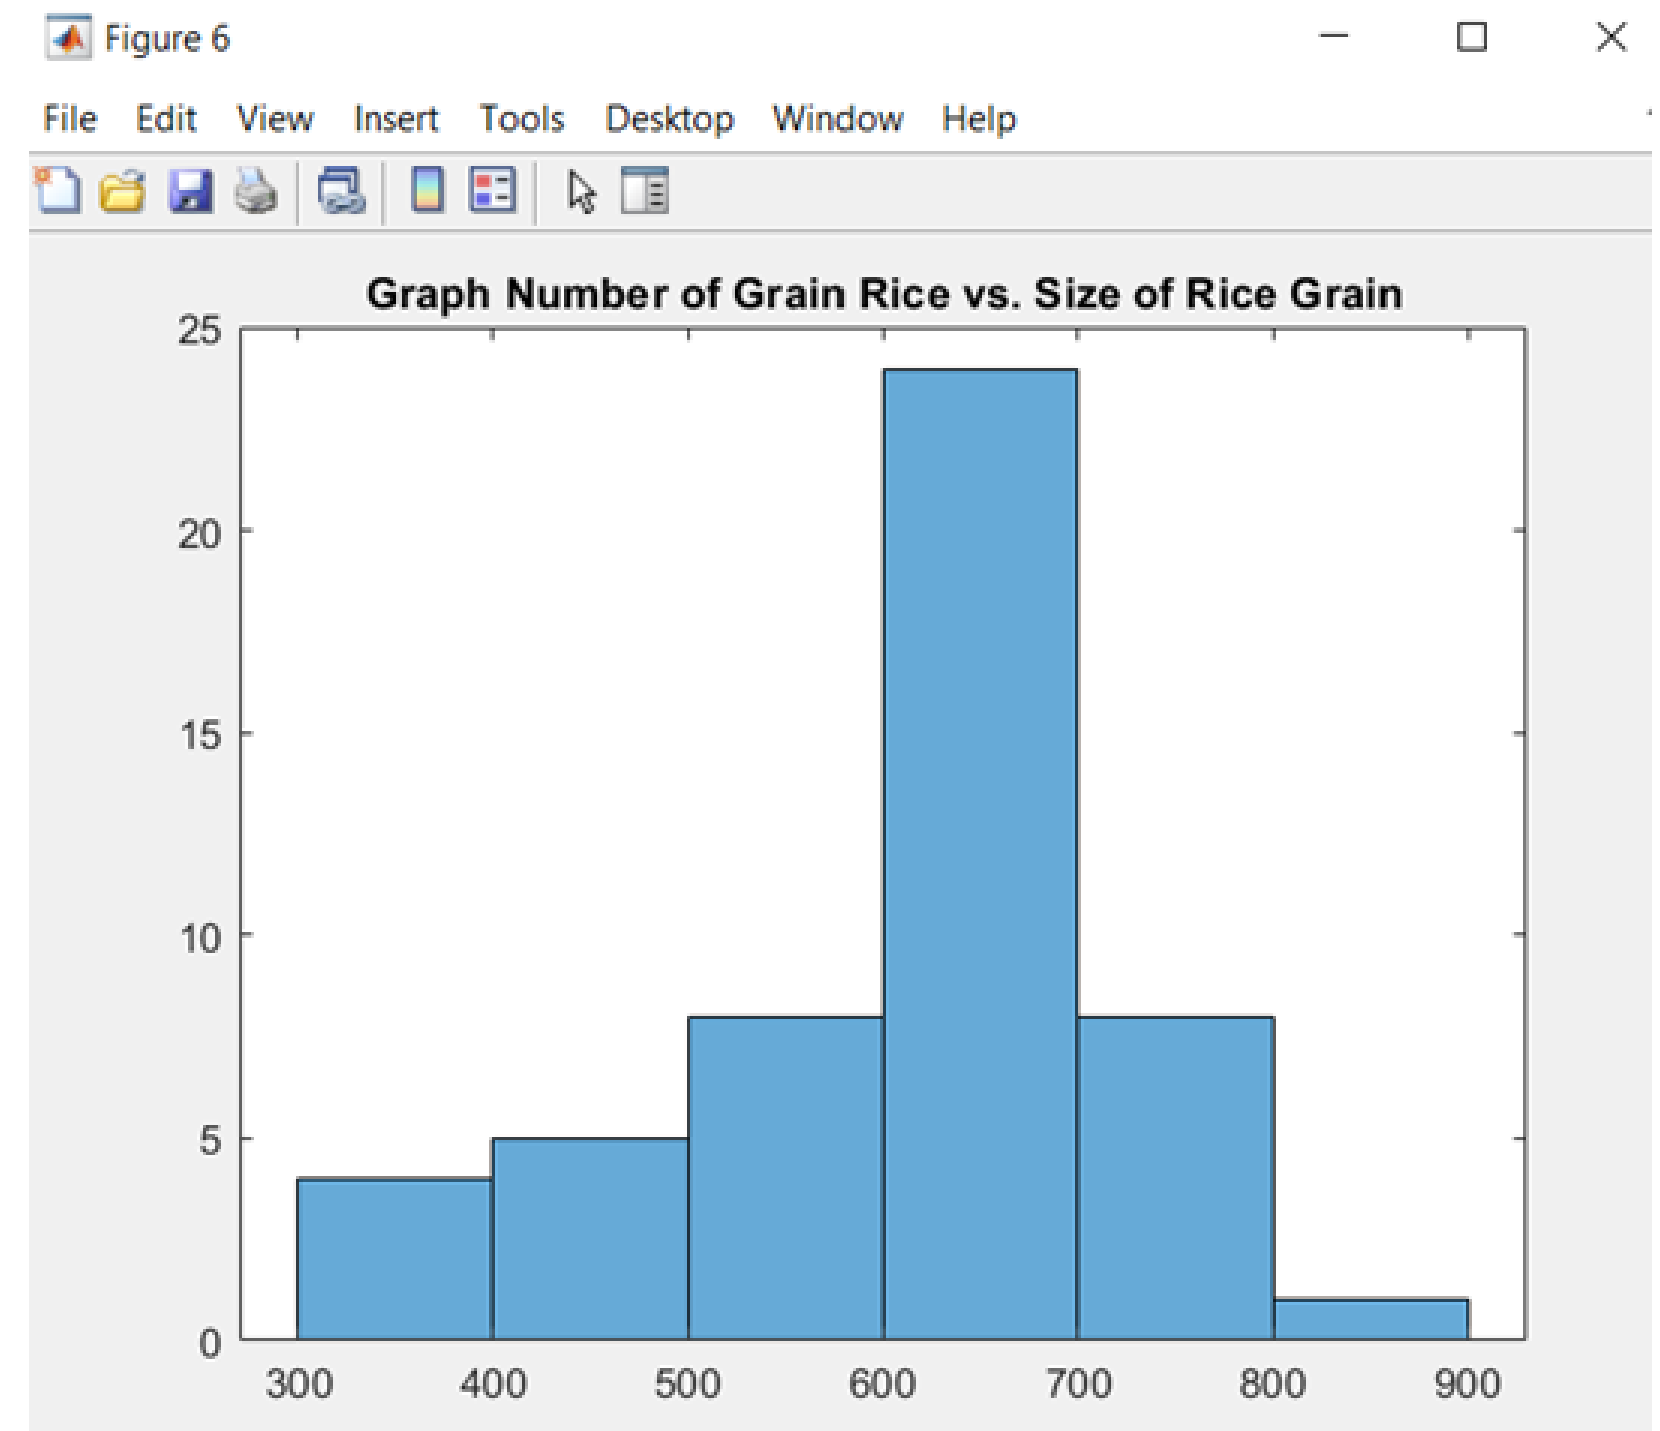 Figure 6
File Edit View Insert Tools Desktop Window Help
Graph Number of Grain Rice vs. Size of Rice Grain
25
20
15
10
5
0
300 400 500 600 700 800 900